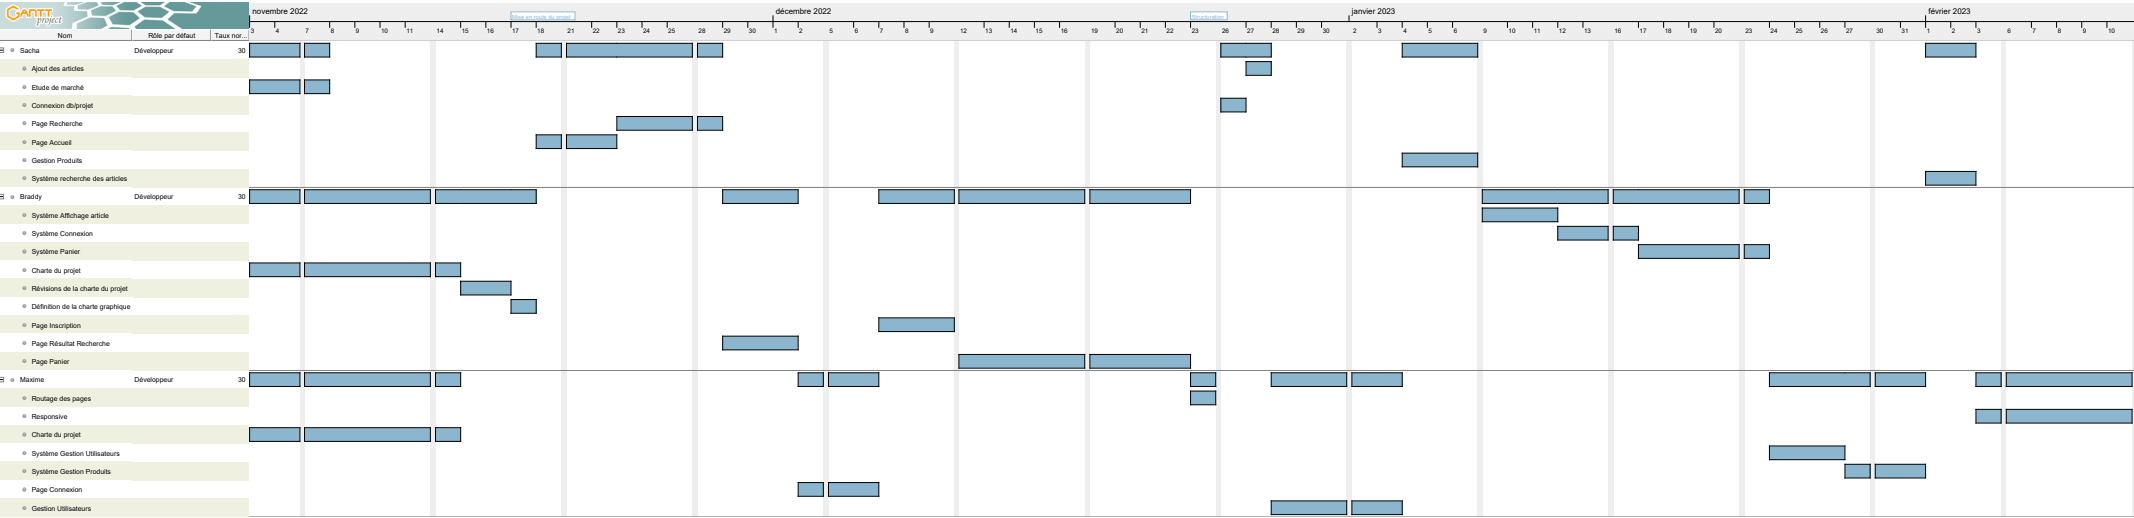 GANTT project
novembre 2022 décembre 2022 janvier 2023 février 2023
Mise en route du projet Structuration
Nom Rôle par défaut Taux nor...
3 4 7 8 9 10 11 14 15 16 17 18 21 22 23 24 25 28 29 30 1 2 5 6 7 8 9 12 13 14 15 16 19 20 21 22 23 26 27 28 29 30 2 3 4 5 6 9 10 11 12 13 16 17 18 19 20 23 24 25 26 27 30 31 1 2 3 6 7 8 9 10
Sacha Développeur 30
Ajout des articles
Etude de marché
Connexion db/projet
Page Recherche
Page Accueil
Gestion Produits
Système recherche des articles
Braddy Développeur 30
Système Affichage article
Système Connexion
Système Panier
Charte du projet
Révisions de la charte du projet
Définition de la charte graphique
Page Inscription
Page Résultat Recherche
Page Panier
Maxime Développeur 30
Routage des pages
Responsive
Charte du projet
Système Gestion Utilisateurs
Système Gestion Produits
Page Connexion
Gestion Utilisateurs